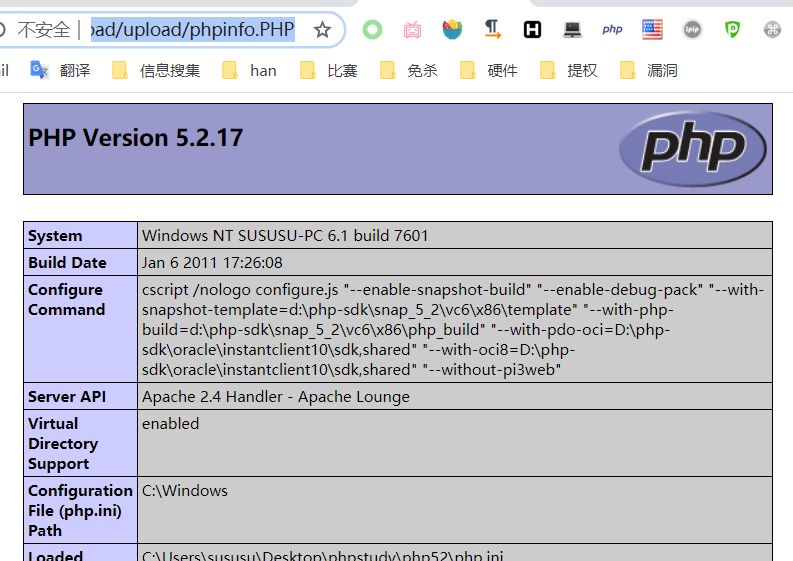 不安全 | oad/upload/phpinfo.PHP php ipip
翻译 信息搜集 han 比赛 免杀 硬件 提权 漏洞
PHP Version 5.2.17 php
System Windows NT SUSUSU-PC 6.1 build 7601
Build Date Jan 6 2011 17:26:08
Configure Command cscript /nologo configure.js "--enable-snapshot-build" "--enable-debug-pack" "--with-
snapshot-template=d:\php-sdk\snap_5_2\vc6\x86\template" "--with-php-
build=d:\php-sdk\snap_5_2\vc6\x86\php_build" "--with-pdo-oci=D:\php-
sdk\oracle\instantclient10\sdk,shared" "--with-oci8=D:\php-
sdk\oracle\instantclient10\sdk,shared" "--without-pi3web"
Server API Apache 2.4 Handler - Apache Lounge
Virtual Directory Support enabled
Configuration File (php.ini) Path C:\Windows
Loaded C:\Users\sususu\Desktop\phpstudy\php52\php.ini